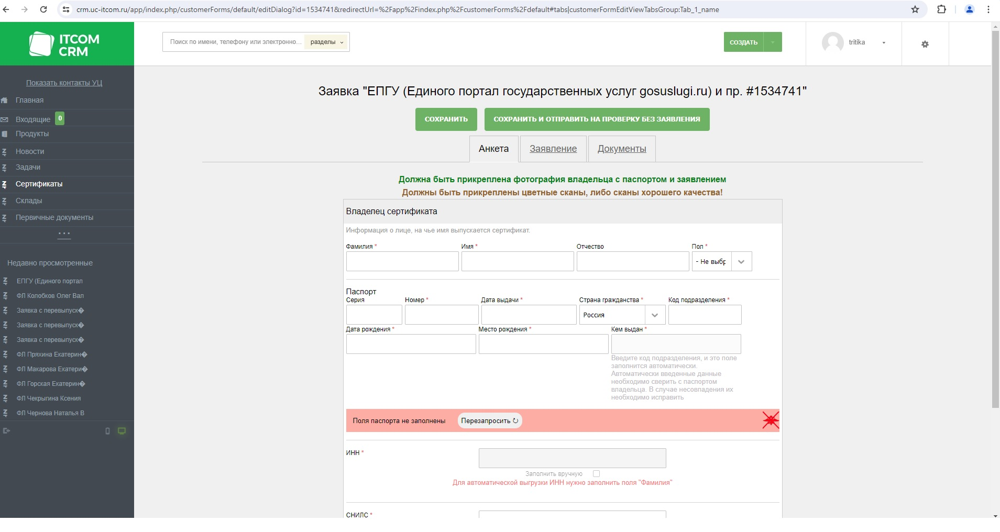 crm.uc-itcom.ru/app/index.php/customerForms/default/editDialog?id=1534741&redirectUrl=%2Fapp%2Findex.php%2FcustomerForms%2Fdefault#tabs|customerFormEditViewTabsGroup:Tab_1_name
ITCOM
CRM
Поиск по имени, телефону или электронно...
разделы
СОЗДАТЬ
tritika
Показать контакты УЦ
Главная
Входящие 0
Продукты
Новости
Задачи
Сертификаты
Склады
Первичные документы
...
Недавно просмотренные
ЕПГУ (Единого портал
ФЛ Колобков Олег Вал
Заявка с перевыпуск�
Заявка с перевыпуск�
Заявка с перевыпуск�
ФЛ Пряхина Екатерин�
ФЛ Макарова Екатери�
ФЛ Горская Екатерин�
ФЛ Чекрыгина Ксения
ФЛ Чернова Наталья В
Заявка "ЕПГУ (Единого портал государственных услуг gosuslugi.ru) и пр. #1534741"
СОХРАНИТЬ
СОХРАНИТЬ И ОТПРАВИТЬ НА ПРОВЕРКУ БЕЗ ЗАЯВЛЕНИЯ
Анкета
Заявление
Документы
Должна быть прикреплена фотография владельца с паспортом и заявлением
Должны быть прикреплены цветные сканы, либо сканы хорошего качества!
Владелец сертификата
Информация о лице, на чье имя выпускается сертификат.
Фамилия * Имя * Отчество Пол *
- Не выбр
Паспорт
Серия Номер * Дата выдачи * Страна гражданства * Код подразделения *
Россия
Дата рождения * Место рождения * Кем выдан *
Введите код подразделения, и это поле
заполнится автоматически.
Автоматически введенные данные
необходимо сверить с паспортом
владельца. В случае несовпадения их
необходимо исправить
Поля паспорта не заполнены
Перезапросить
ИНН *
Заполнить вручную
Для автоматической выгрузки ИНН нужно заполнить поля "Фамилия"
СНИЛС *